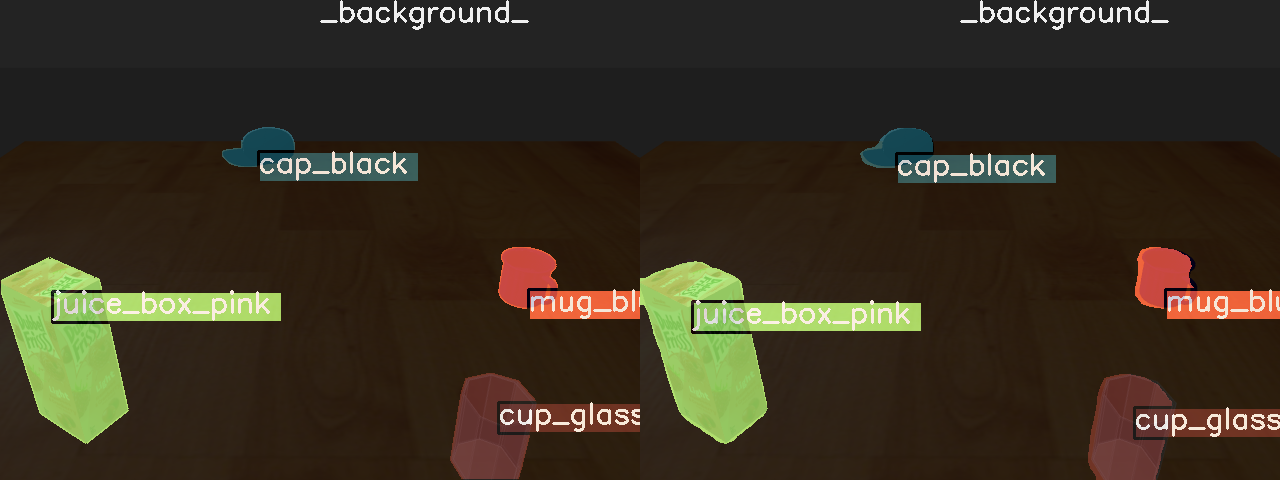 _background_
_background_
cap_black
cap_black
juice_box_pink
juice_box_pink
mug_blu
mug_blu
cup_glass
cup_glass